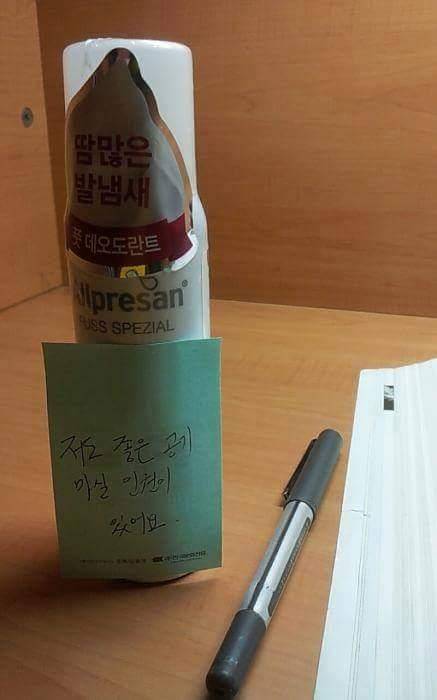 땀많은
발냄새
풋 데오도란트
Allpresan®
FUSS SPEZIAL
저도 좋은 공기
마실 인권이
있어요.